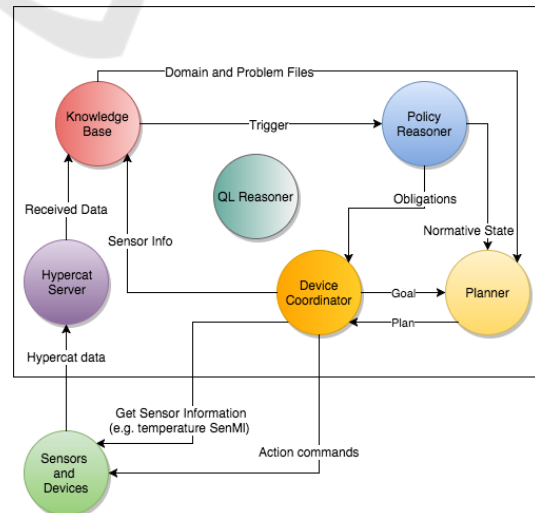 Domain and Problem Files
Knowledge
Base
Trigger
Policy
Reasoner
QL Reasoner
Obligations
Received Data
Sensor Info
Normative State
Hypercat
Server
Device
Coordinator
Goal
Plan
Planner
Hypercat data
Get Sensor Information
(e.g. temperature SenMl)
Action commands
Sensors
and
Devices